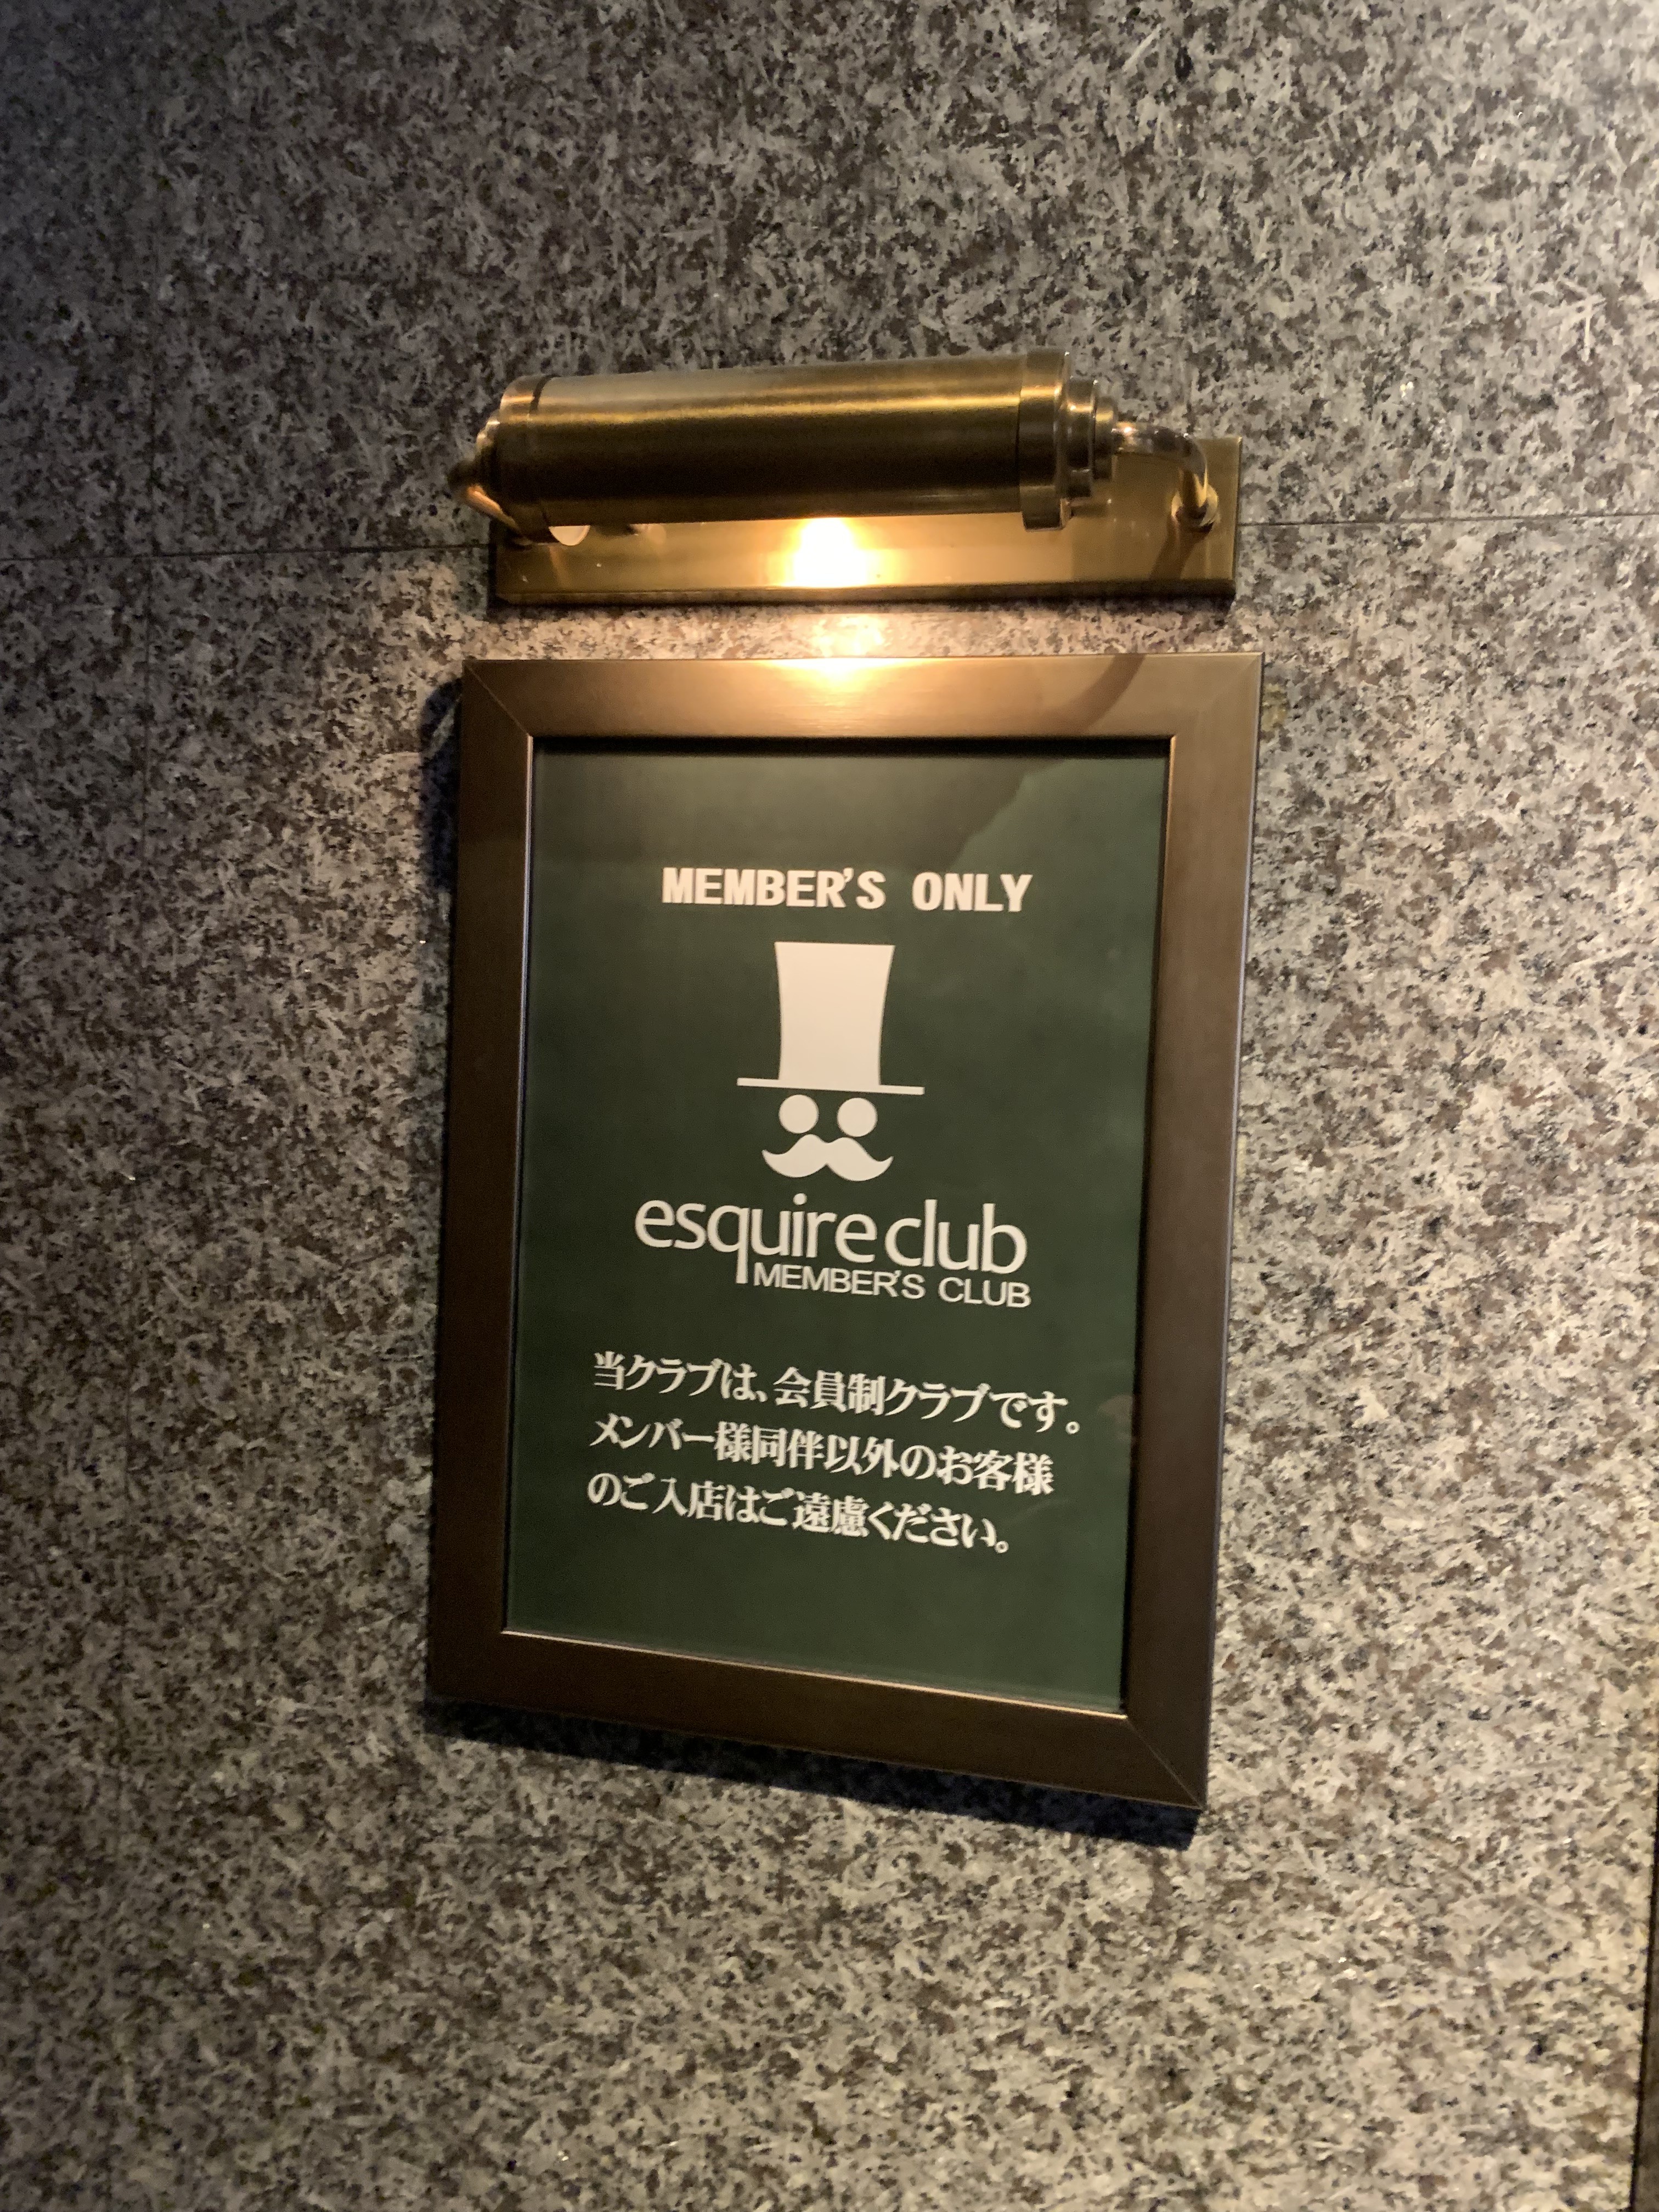 MEMBER'S ONLY
esquire club
MEMBER'S CLUB
当クラブは、会員制クラブです。
メンバー様同伴以外のお客様
のご入店はご遠慮ください。